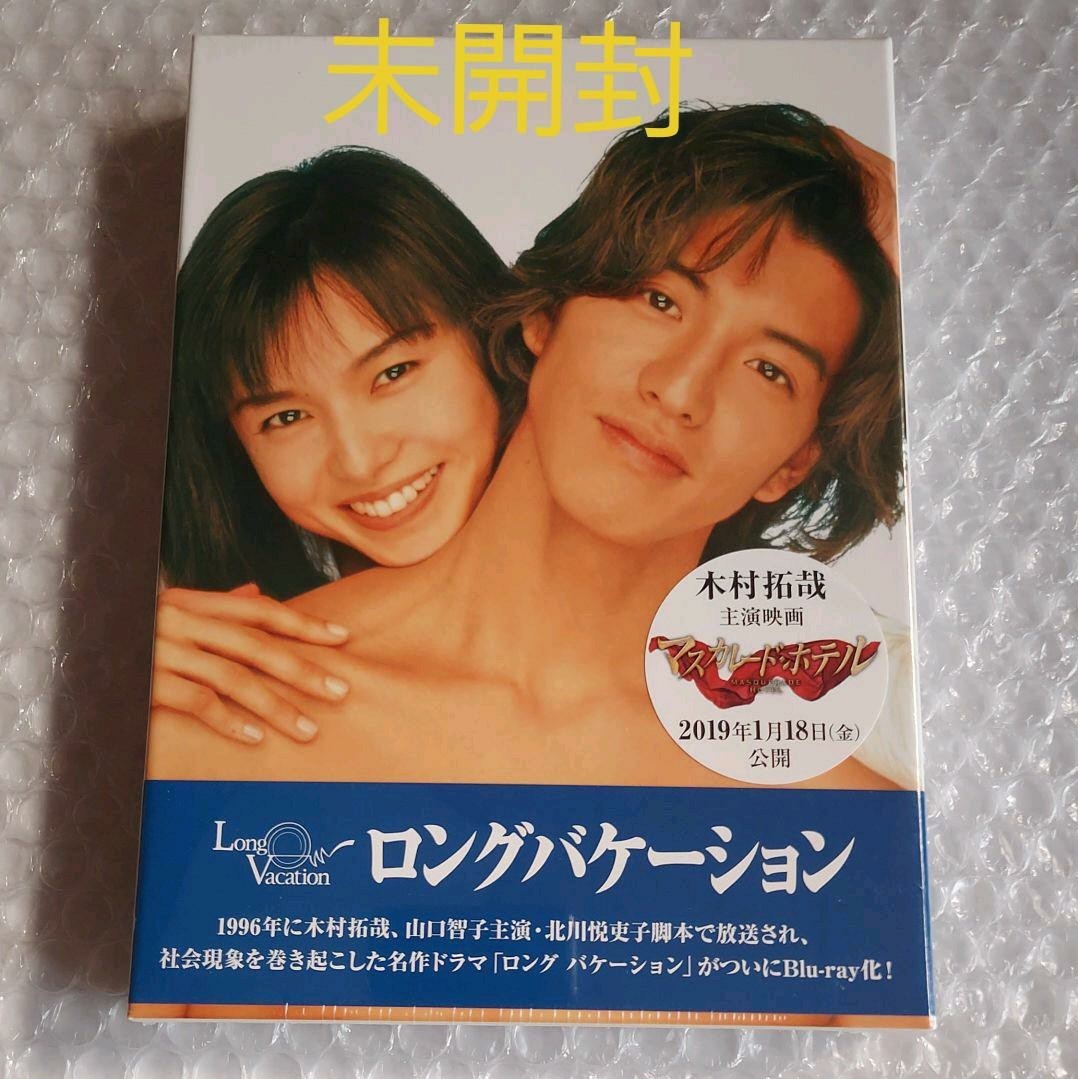 未開封
木村拓哉
主演映画
マスカレード・ホテル
MASQUERADE
HOTEL
2019年1月18日(金)
公開
Long
Vacation
ロングバケーション
1996年に木村拓哉、山口智子主演・北川悦吏子脚本で放送され、
社会現象を巻き起こした名作ドラマ「ロング バケーション」がついにBlu-ray化！